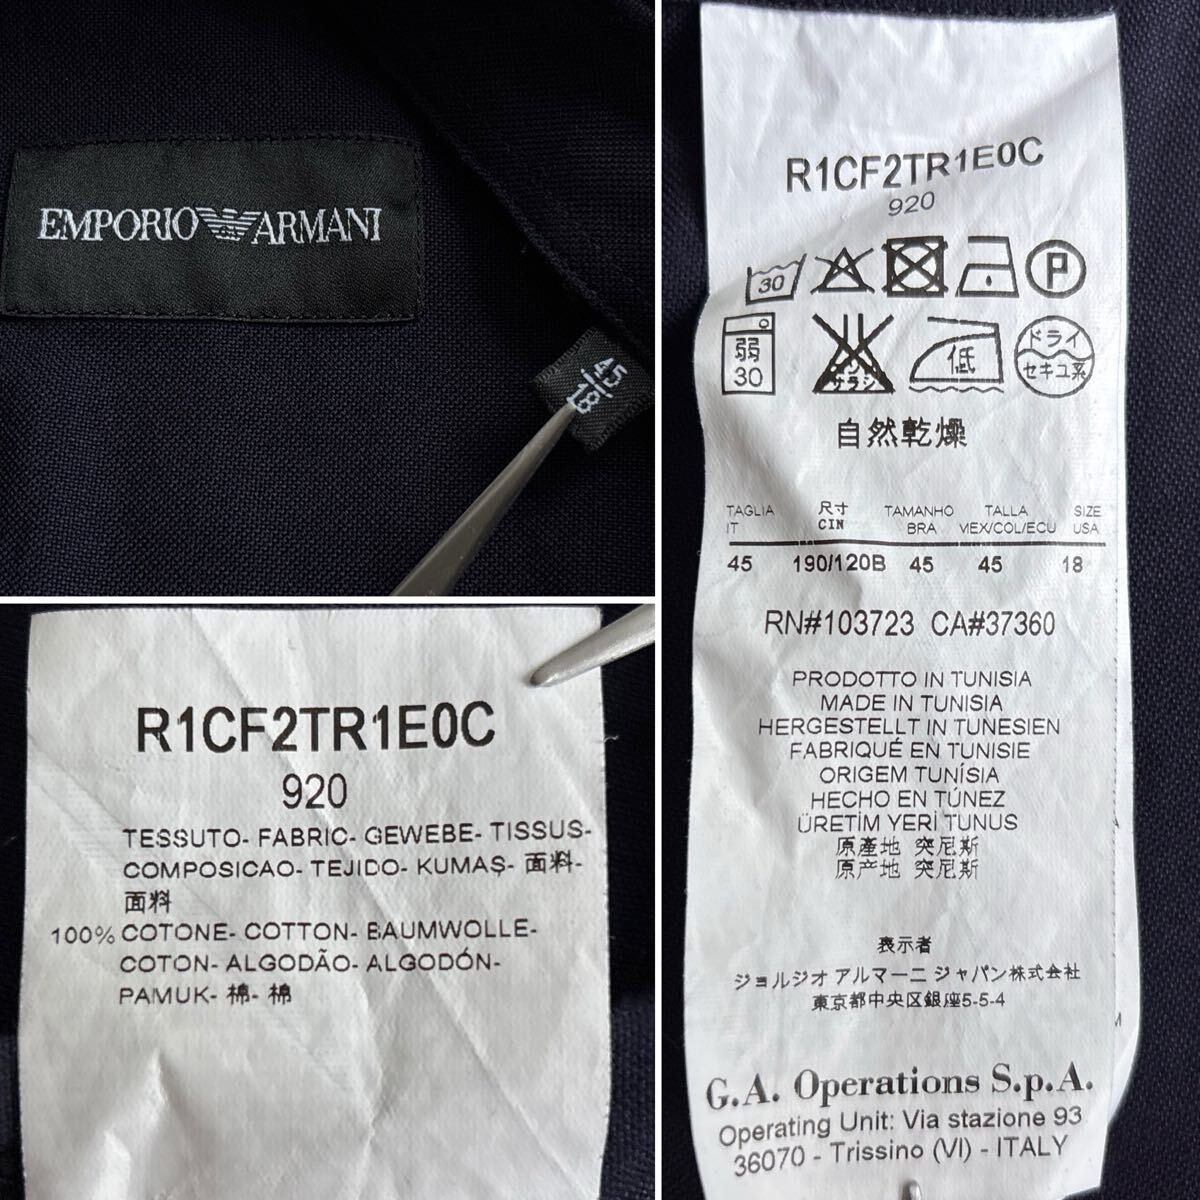 EMPORIO ARMANI
45
18
R1CF2TR1E0C
920
TESSUTO- FABRIC- GEWEBE- TISSUS-
COMPOSICAO- TEJIDO- KUMAŞ- 面料-
面料
100% COTONE- COTTON- BAUMWOLLE-
COTON- ALGODÃO- ALGODÓN-
PAMUK- 棉- 棉
R1CF2TR1E0C
920
30 P
弱 30 エンソ サラシ 低 ドライ セキユ系
自然乾燥
TAGLIA IT 尺寸 CIN TAMANHO BRA TALLA MEX/COL/ECU SIZE USA
45 190/120B 45 45 18
RN#103723 CA#37360
PRODOTTO IN TUNISIA
MADE IN TUNISIA
HERGESTELLT IN TUNESIEN
FABRIQUÉ EN TUNISIE
ORIGEM TUNÍSIA
HECHO EN TÚNEZ
ÜRETİM YERİ TUNUS
原產地 突尼斯
原产地 突尼斯
表示者
ジョルジオ アルマーニ ジャパン株式会社
東京都中央区銀座5-5-4
M
G.A. Operations S.p.A.
Operating Unit: Via stazione 93
36070 - Trissino (VI) - ITALY